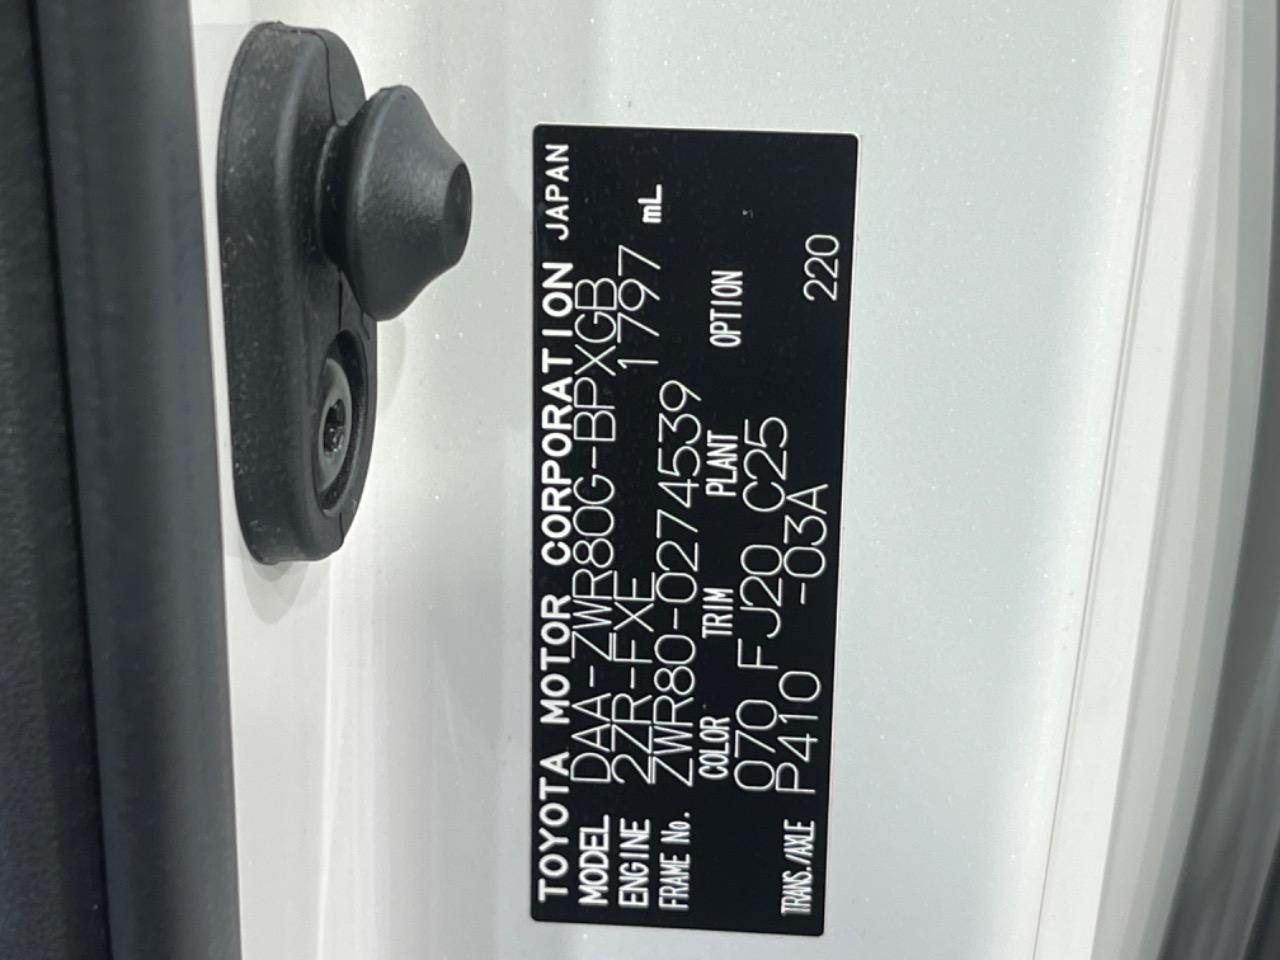 TOYOTA MOTOR CORPORATION JAPAN
MODEL DAA-ZWR80G-BPXGB
ENGINE 2ZR-FXE 1797 mL
FRAME No. ZWR80-0274539
COLOR TRIM PLANT OPTION
070 FJ20 C25
TRANS./AXLE P410 -03A 220